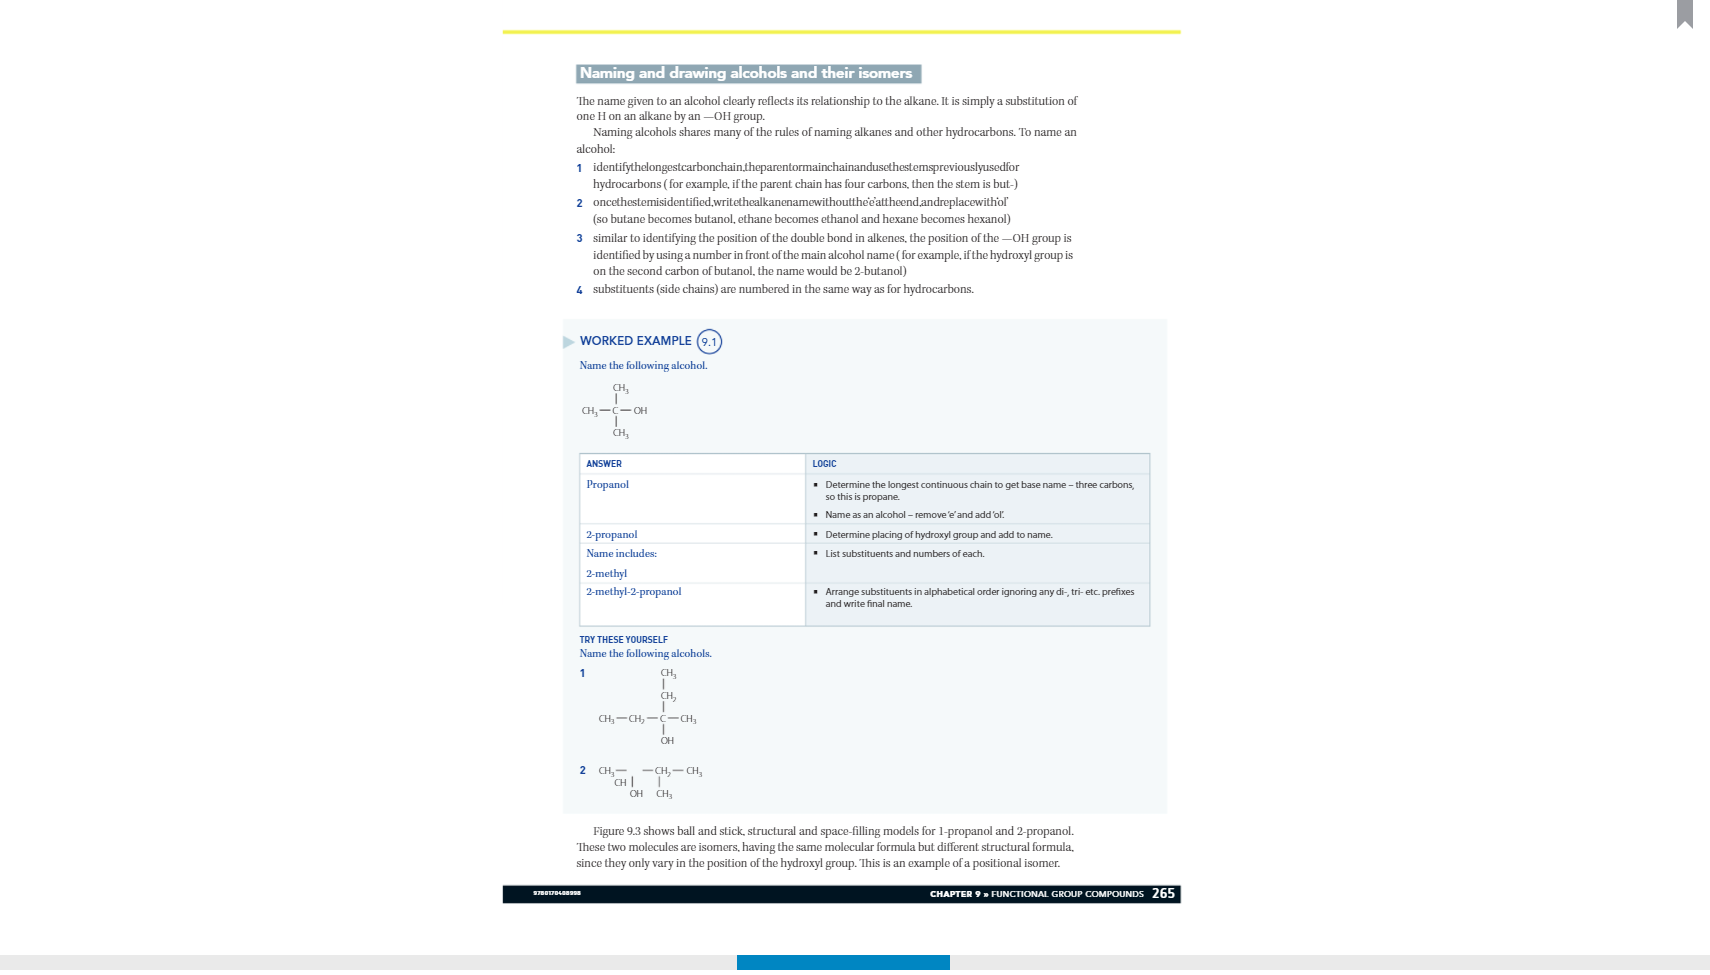 Naming and drawing alcohols and their isomers
The name given to an alcohol clearly reflects its relationship to the alkane. It is simply a substitution of
one H on an alkane by an —OH group.
Naming alcohols shares many of the rules of naming alkanes and other hydrocarbons. To name an
alcohol:
1 identifythelongestcarbonchain,theparentormainchainandusethestemspreviouslyusedfor
hydrocarbons ( for example, if the parent chain has four carbons, then the stem is but-)
2 oncethestemisidentified,writethealkanenamewithoutthe'e'attheend,andreplacewith'ol'
(so butane becomes butanol, ethane becomes ethanol and hexane becomes hexanol)
3 similar to identifying the position of the double bond in alkenes, the position of the —OH group is
identified by using a number in front of the main alcohol name ( for example, if the hydroxyl group is
on the second carbon of butanol, the name would be 2-butanol)
4 substituents (side chains) are numbered in the same way as for hydrocarbons.
WORKED EXAMPLE 9.1
Name the following alcohol.
CH₃
CH₃—C—OH
CH₃
ANSWER LOGIC
Propanol ▪ Determine the longest continuous chain to get base name – three carbons,
so this is propane.
▪ Name as an alcohol – remove 'e' and add 'ol'.
2-propanol ▪ Determine placing of hydroxyl group and add to name.
Name includes: ▪ List substituents and numbers of each.
2-methyl
2-methyl-2-propanol ▪ Arrange substituents in alphabetical order ignoring any di-, tri- etc. prefixes
and write final name.
TRY THESE YOURSELF
Name the following alcohols.
1 CH₃
CH₂
CH₃—CH₂—C—CH₃
OH
2 CH₃— —CH₂—CH₃
CH
OH CH₃
Figure 9.3 shows ball and stick, structural and space-filling models for 1-propanol and 2-propanol.
These two molecules are isomers, having the same molecular formula but different structural formula,
since they only vary in the position of the hydroxyl group. This is an example of a positional isomer.
9780170408998 CHAPTER 9 » FUNCTIONAL GROUP COMPOUNDS 265